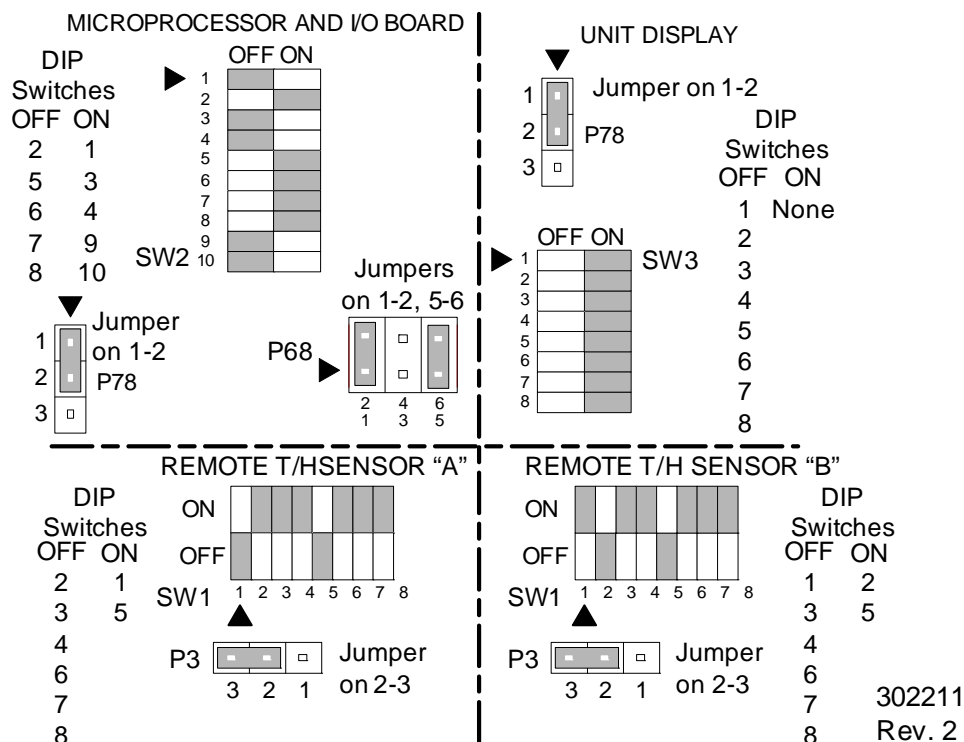 MICROPROCESSOR AND I/O BOARD
DIP
Switches
OFF ON
2 1
5 3
6 4
7 9
8 10
OFF ON
1
2
3
4
5
6
7
8
9
10
SW2
Jumper
on 1-2
P78
1
2
3
Jumpers
on 1-2, 5-6
P68
2 4 6
1 3 5
UNIT DISPLAY
1
2
3
Jumper on 1-2
P78
DIP
Switches
OFF ON
1 None
2
3
4
5
6
7
8
OFF ON
1
2
3
4
5
6
7
8
SW3
REMOTE T/HSENSOR “A”
DIP
Switches
OFF ON
2 1
3 5
4
6
7
8
ON
OFF
SW1
1 2 3 4 5 6 7 8
P3
3 2 1
Jumper
on 2-3
REMOTE T/H SENSOR “B”
ON
OFF
SW1
1 2 3 4 5 6 7 8
P3
3 2 1
Jumper
on 2-3
DIP
Switches
OFF ON
1 2
3 5
4
6
7
8
302211
Rev. 2